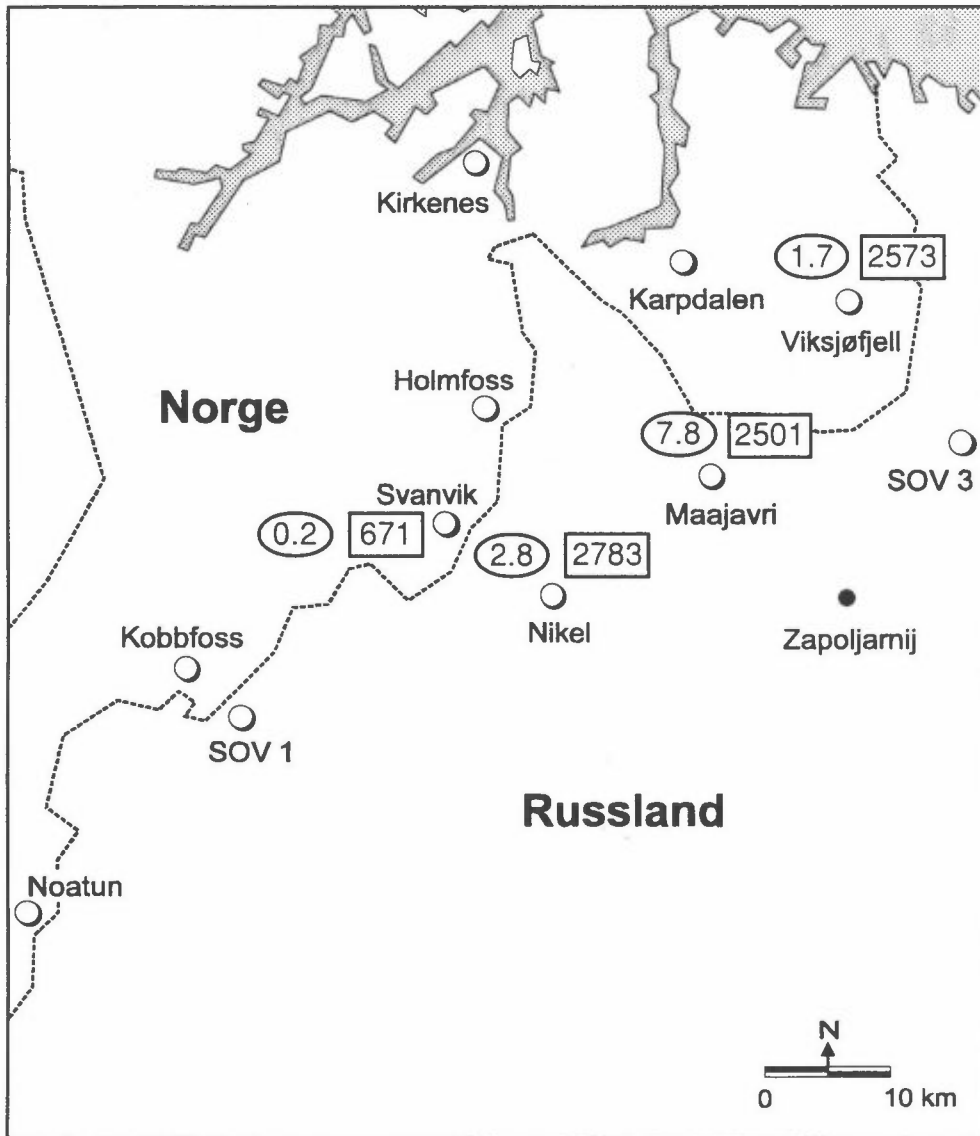 Kirkenes
1.7 2573
Karpdalen
Viksjøfjell
Holmfoss
Norge
7.8 2501
SOV 3
Svanvik
Maajavri
0.2 671
2.8 2783
Nikel
Zapoljarnij
Kobbfoss
SOV 1
Russland
Noatun
N
0 10 km